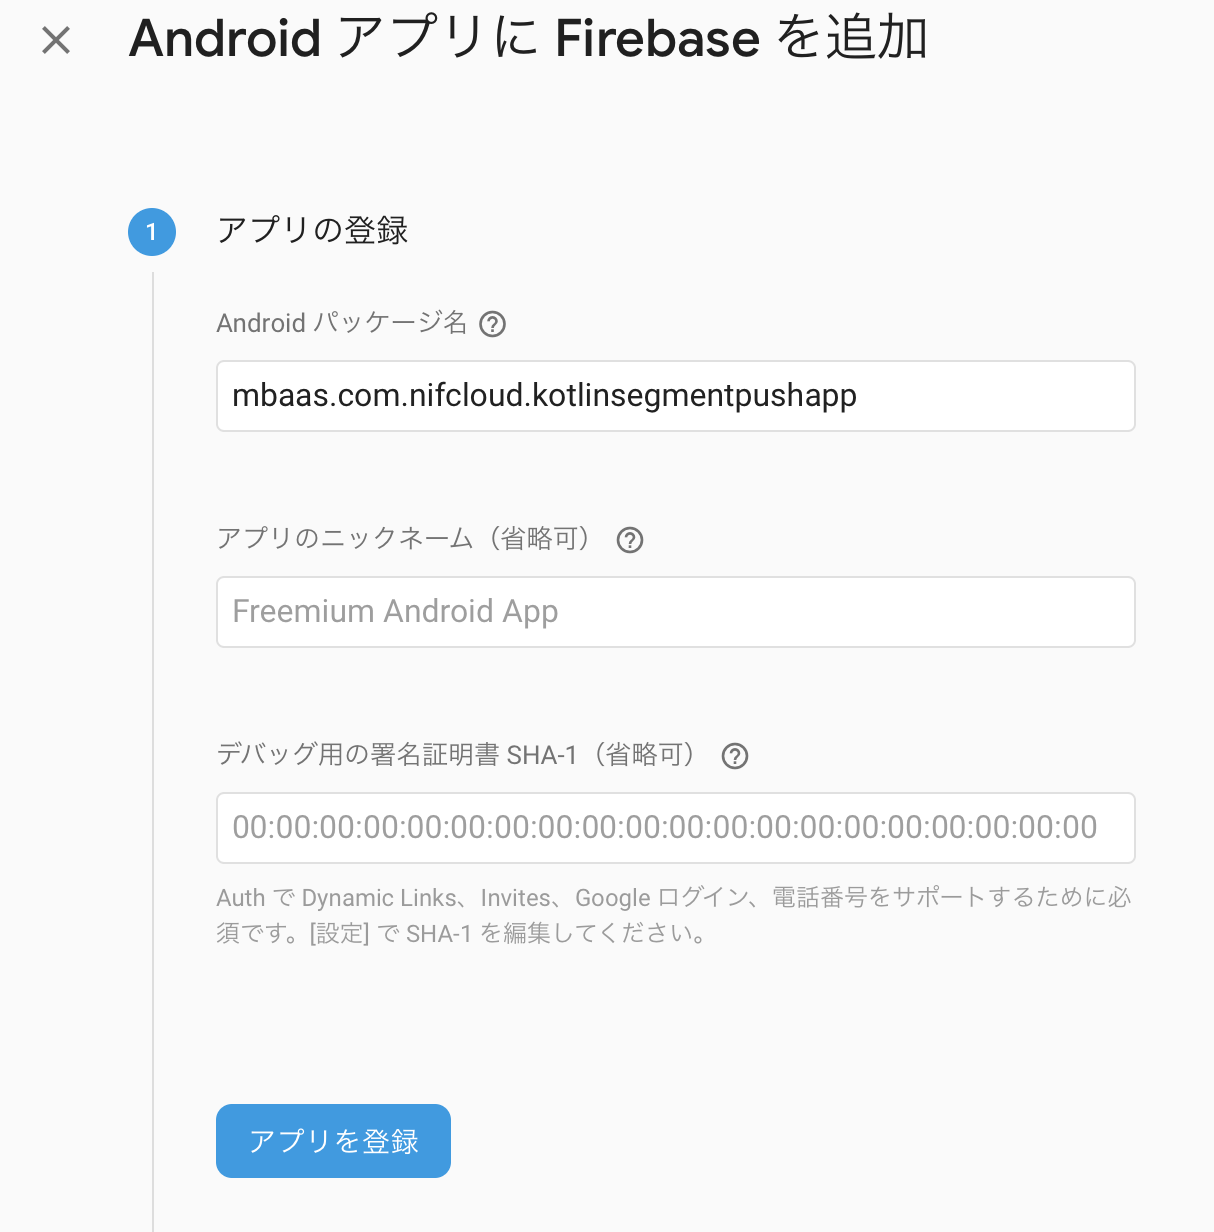 Android アプリに Firebase を追加
1 アプリの登録
Android パッケージ名 ?
mbaas.com.nifcloud.kotlinsegmentpushapp
アプリのニックネーム（省略可） ?
Freemium Android App
デバッグ用の署名証明書 SHA-1（省略可） ?
00:00:00:00:00:00:00:00:00:00:00:00:00:00:00:00:00:00:00:00
Auth で Dynamic Links、Invites、Google ログイン、電話番号をサポートするために必
須です。[設定] で SHA-1 を編集してください。
アプリを登録